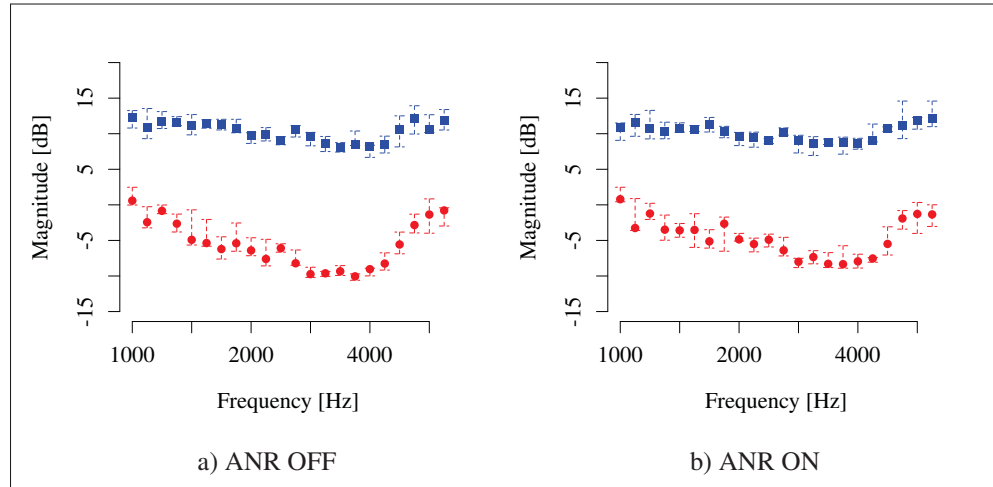 Magnitude [dB]
15
5
-5
-15
1000
2000
4000
Frequency [Hz]
a) ANR OFF
Magnitude [dB]
15
5
-5
-15
1000
2000
4000
Frequency [Hz]
b) ANR ON